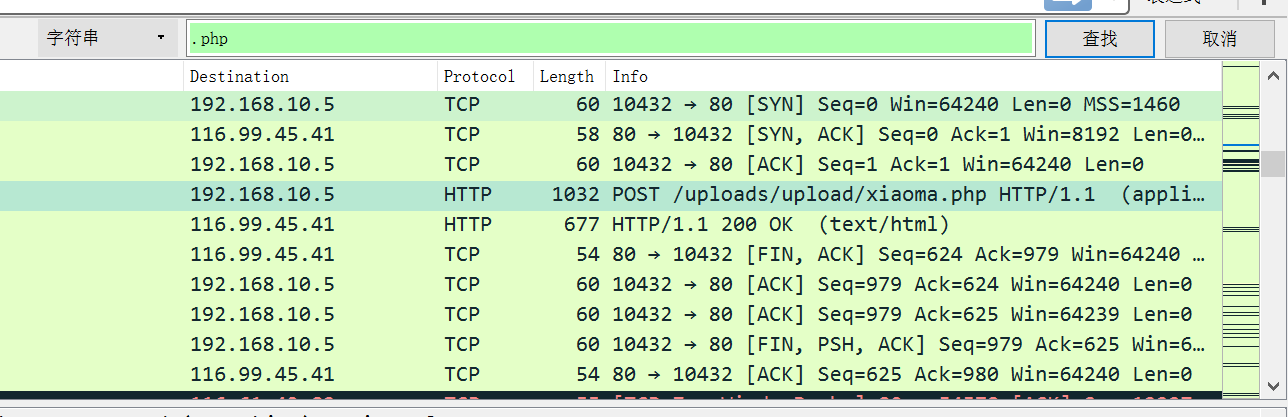 字符串 .php 查找 取消
Destination Protocol Length Info
192.168.10.5 TCP 60 10432 → 80 [SYN] Seq=0 Win=64240 Len=0 MSS=1460
116.99.45.41 TCP 58 80 → 10432 [SYN, ACK] Seq=0 Ack=1 Win=8192 Len=0…
192.168.10.5 TCP 60 10432 → 80 [ACK] Seq=1 Ack=1 Win=64240 Len=0
192.168.10.5 HTTP 1032 POST /uploads/upload/xiaoma.php HTTP/1.1 (appli…
116.99.45.41 HTTP 677 HTTP/1.1 200 OK (text/html)
116.99.45.41 TCP 54 80 → 10432 [FIN, ACK] Seq=624 Ack=979 Win=64240 …
192.168.10.5 TCP 60 10432 → 80 [ACK] Seq=979 Ack=624 Win=64240 Len=0
192.168.10.5 TCP 60 10432 → 80 [ACK] Seq=979 Ack=625 Win=64239 Len=0
192.168.10.5 TCP 60 10432 → 80 [FIN, PSH, ACK] Seq=979 Ack=625 Win=6…
116.99.45.41 TCP 54 80 → 10432 [ACK] Seq=625 Ack=980 Win=64240 Len=0